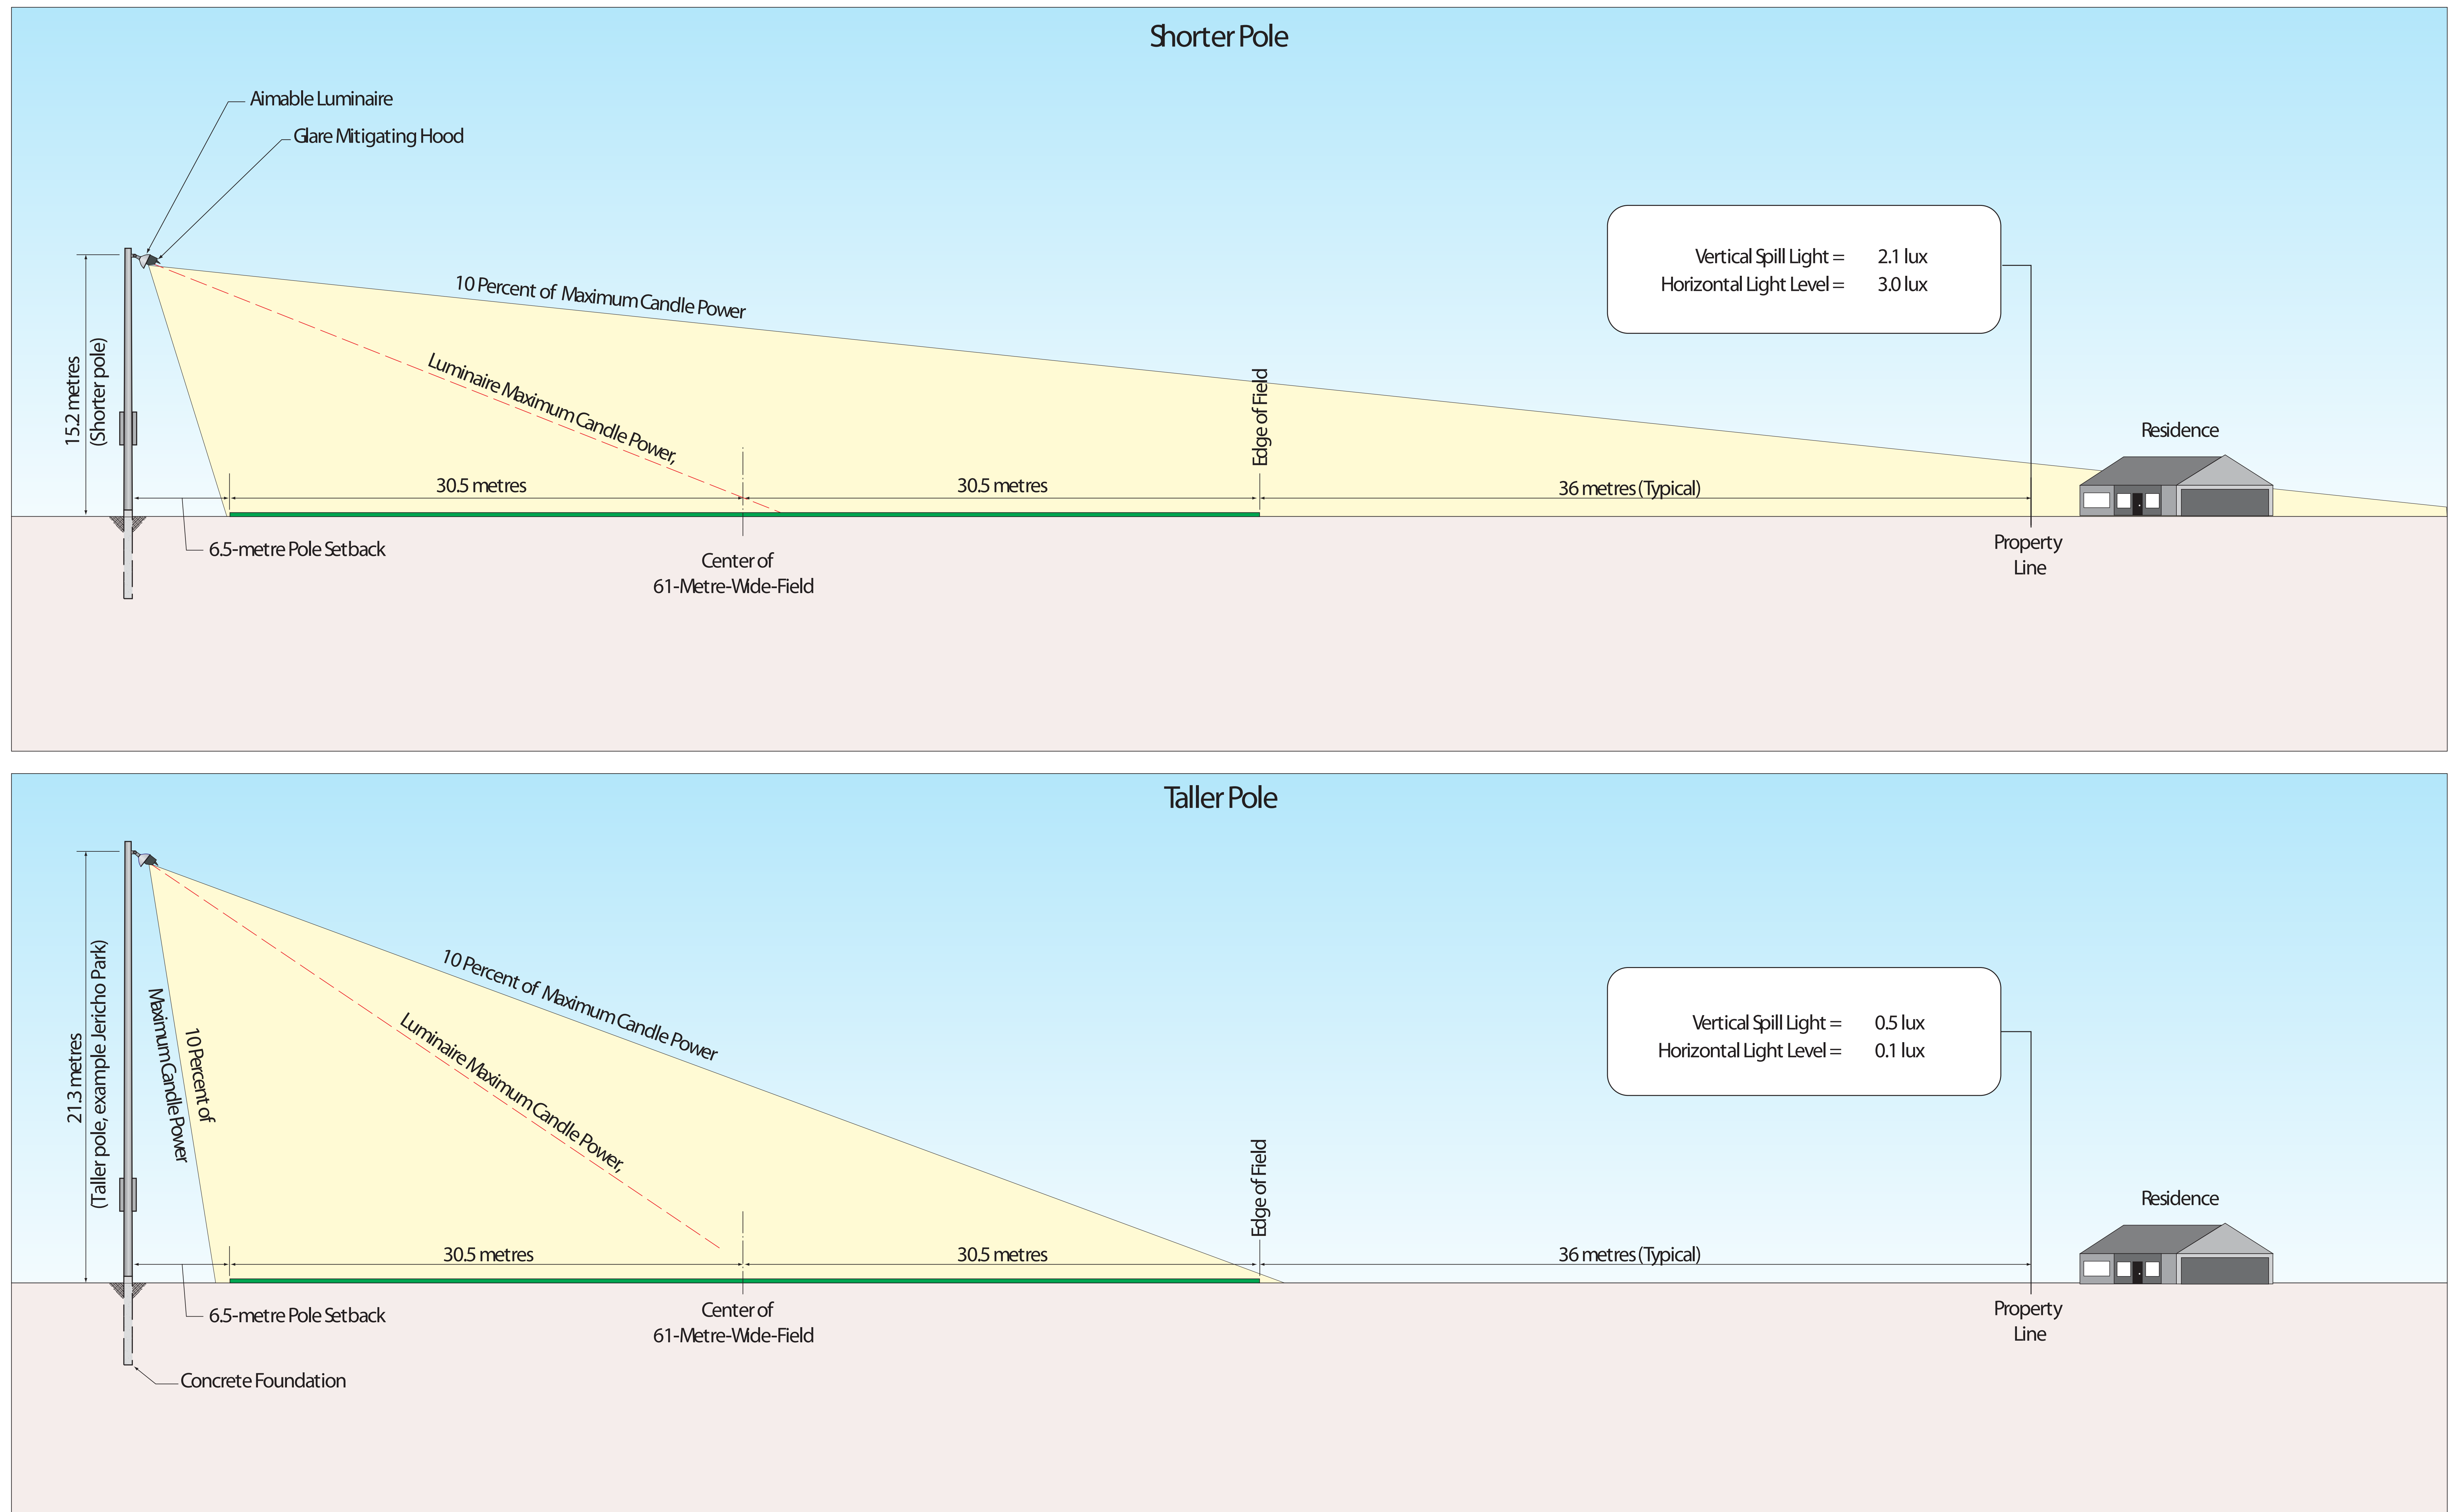 Shorter Pole
Aimable Luminaire
Glare Mitigating Hood
10 Percent of Maximum Candle Power
Luminaire Maximum Candle Power,
15.2 metres
(Shorter pole)
Vertical Spill Light = 2.1 lux
Horizontal Light Level = 3.0 lux
Edge of Field
Residence
30.5 metres
30.5 metres
36 metres (Typical)
6.5-metre Pole Setback
Center of
61-Metre-Wide-Field
Property
Line
Taller Pole
10 Percent of Maximum Candle Power
Luminaire Maximum Candle Power,
10 Percent of
Maximum Candle Power
21.3 metres
(Taller pole, example Jericho Park)
Vertical Spill Light = 0.5 lux
Horizontal Light Level = 0.1 lux
Edge of Field
Residence
30.5 metres
30.5 metres
36 metres (Typical)
6.5-metre Pole Setback
Center of
61-Metre-Wide-Field
Property
Line
Concrete Foundation